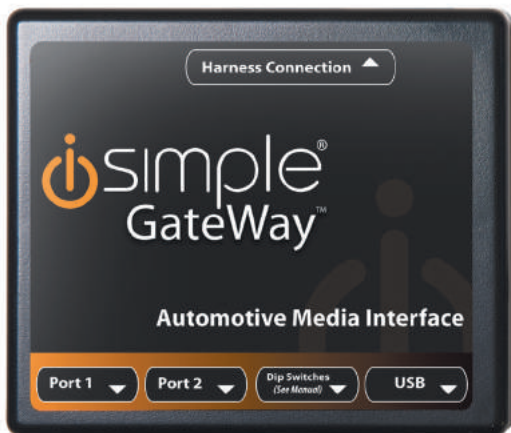 Harness Connection
isimple®
GateWay™
Automotive Media Interface
Port 1
Port 2
Dip Switches
(See Manual)
USB